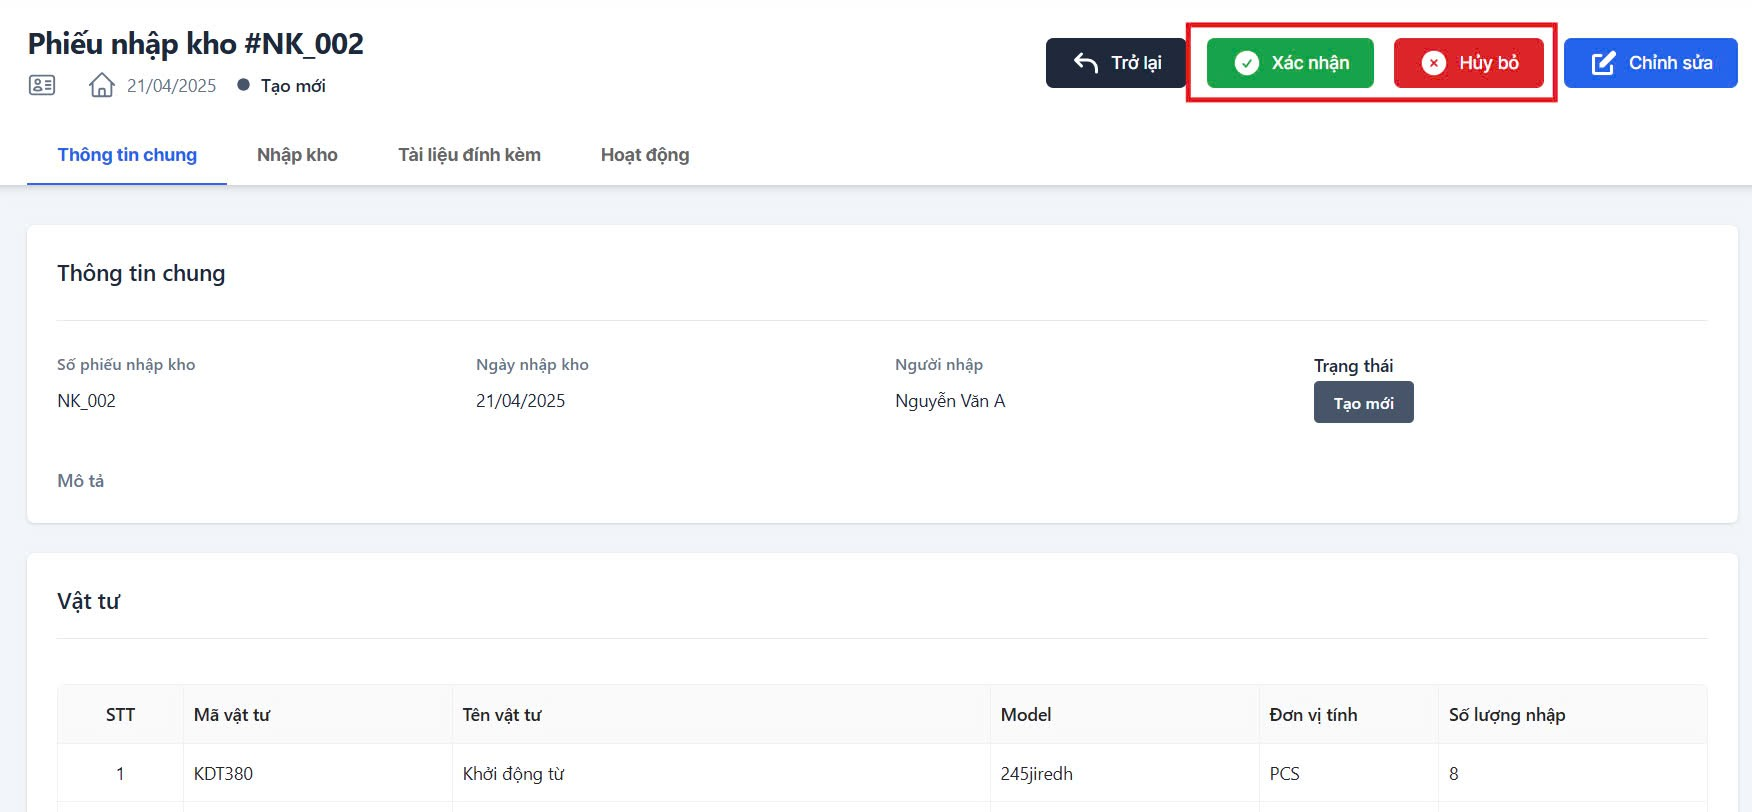 Phiếu nhập kho #NK_002
Trở lại
Xác nhận
Hủy bỏ
Chỉnh sửa
21/04/2025
Tạo mới
Thông tin chung
Nhập kho
Tài liệu đính kèm
Hoạt động
Thông tin chung
Số phiếu nhập kho
Ngày nhập kho
Người nhập
Trạng thái
NK_002
21/04/2025
Nguyễn Văn A
Tạo mới
Mô tả
Vật tư
STT Mã vật tư Tên vật tư Model Đơn vị tính Số lượng nhập
1 KDT380 Khởi động từ 245jiredh PCS 8